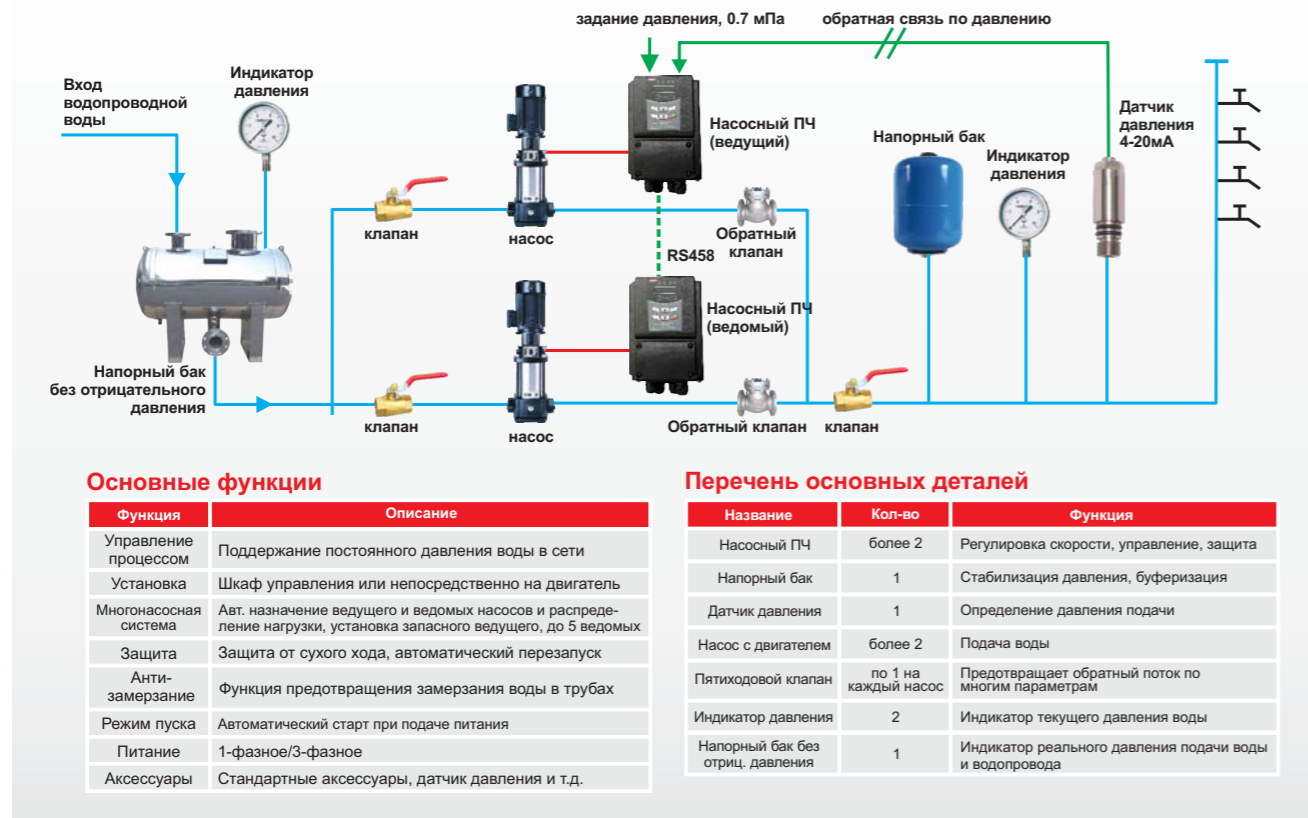 задание давления, 0.7 мПа
обратная связь по давлению
Вход
водопроводной
воды
Индикатор
давления
Насосный ПЧ
(ведущий)
Напорный бак
Индикатор
давления
Датчик
давления
4-20мА
клапан
насос
Обратный
клапан
RS458
Насосный ПЧ
(ведомый)
Напорный бак
без отрицательного
давления
клапан
насос
Обратный клапан
клапан
Основные функции
Функция Описание
Управление
процессом
Поддержание постоянного давления воды в сети
Установка Шкаф управления или непосредственно на двигатель
Многонасосная
система
Авт. назначение ведущего и ведомых насосов и распреде-
ление нагрузки, установка запасного ведущего, до 5 ведомых
Защита Защита от сухого хода, автоматический перезапуск
Анти-
замерзание
Функция предотвращения замерзания воды в трубах
Режим пуска Автоматический старт при подаче питания
Питание 1-фазное/3-фазное
Аксессуары Стандартные аксессуары, датчик давления и т.д.
Перечень основных деталей
Название Кол-во Функция
Насосный ПЧ более 2 Регулировка скорости, управление, защита
Напорный бак 1 Стабилизация давления, буферизация
Датчик давления 1 Определение давления подачи
Насос с двигателем более 2 Подача воды
Пятиходовой клапан
по 1 на
каждый насос
Предотвращает обратный поток по
многим параметрам
Индикатор давления 2 Индикатор текущего давления воды
Напорный бак без
отриц. давления
1
Индикатор реального давления подачи воды
и водопровода